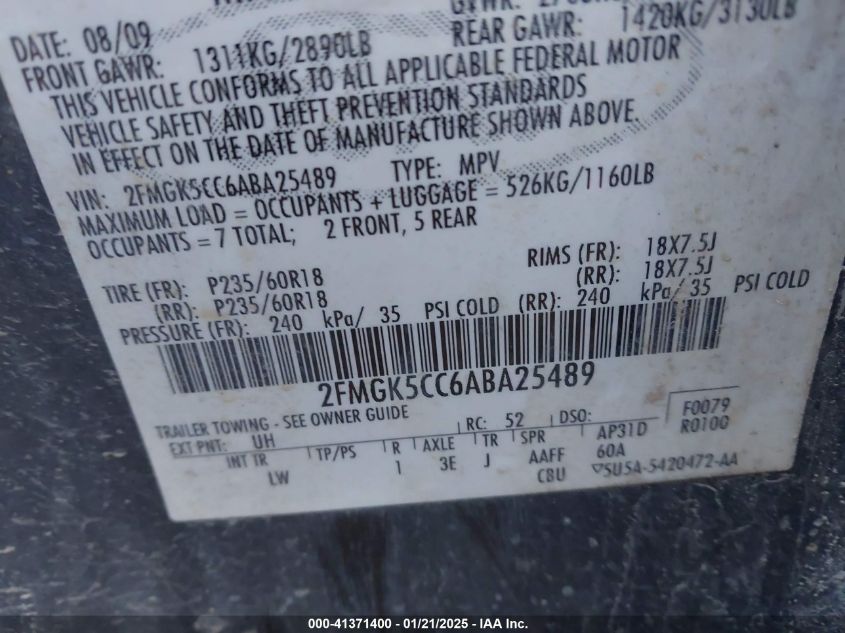 DATE: 08/09
FRONT GAWR: 1311KG/2890LB REAR GAWR: 1420KG/3130LB
THIS VEHICLE CONFORMS TO ALL APPLICABLE FEDERAL MOTOR
VEHICLE SAFETY AND THEFT PREVENTION STANDARDS
IN EFFECT ON THE DATE OF MANUFACTURE SHOWN ABOVE.
VIN: 2FMGK5CC6ABA25489 TYPE: MPV
MAXIMUM LOAD = OCCUPANTS + LUGGAGE = 526KG/1160LB
OCCUPANTS = 7 TOTAL; 2 FRONT, 5 REAR
TIRE (FR): P235/60R18 RIMS (FR): 18X7.5J
(RR): P235/60R18 (RR): 18X7.5J
PRESSURE (FR): 240 kPa/ 35 PSI COLD (RR): 240 kPa/ 35 PSI COLD
2FMGK5CC6ABA25489
TRAILER TOWING - SEE OWNER GUIDE
EXT PNT: UH RC: 52 DSO: F0079
R0100
INT TR TP/PS R AXLE TR SPR AP31D
LW 1 3E J AAFF 60A
C8U 5U5A-5420472-AA
000-41371400 / 01/21/2025 - IAA Inc.